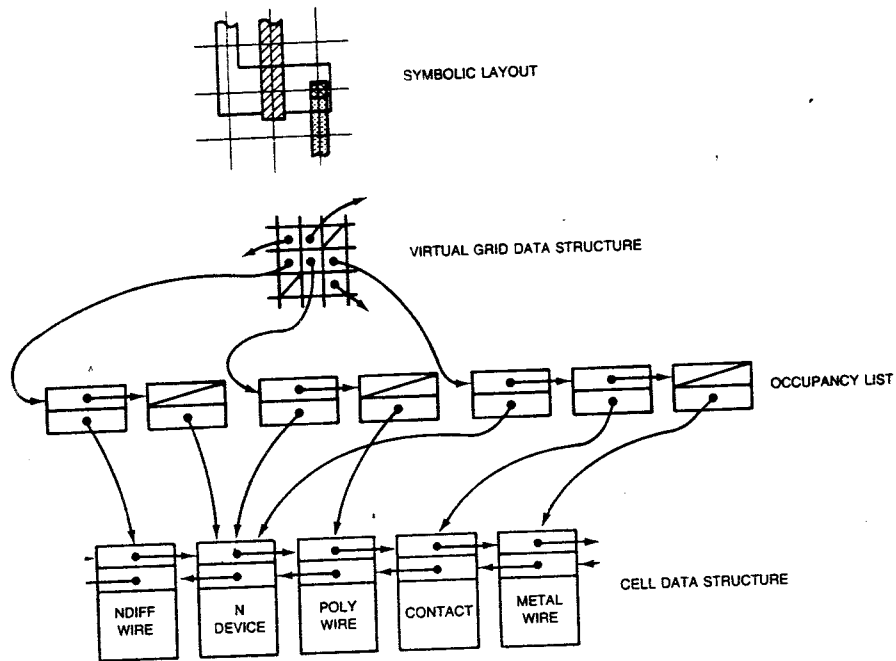 SYMBOLIC LAYOUT
VIRTUAL GRID DATA STRUCTURE
OCCUPANCY LIST
CELL DATA STRUCTURE
NDIFF
WIRE
N
DEVICE
POLY
WIRE
CONTACT
METAL
WIRE